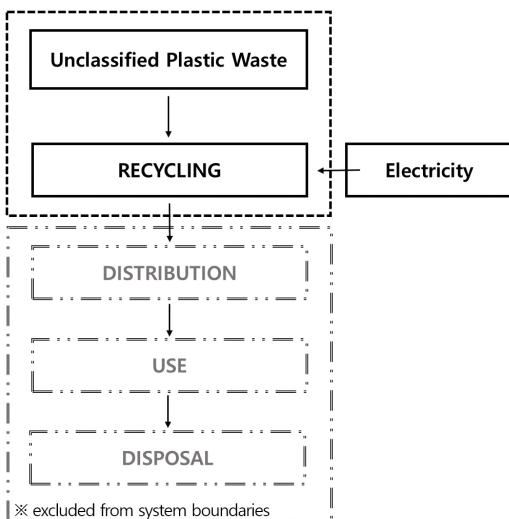 Unclassified Plastic Waste
RECYCLING
Electricity
DISTRIBUTION
USE
DISPOSAL
※ excluded from system boundaries